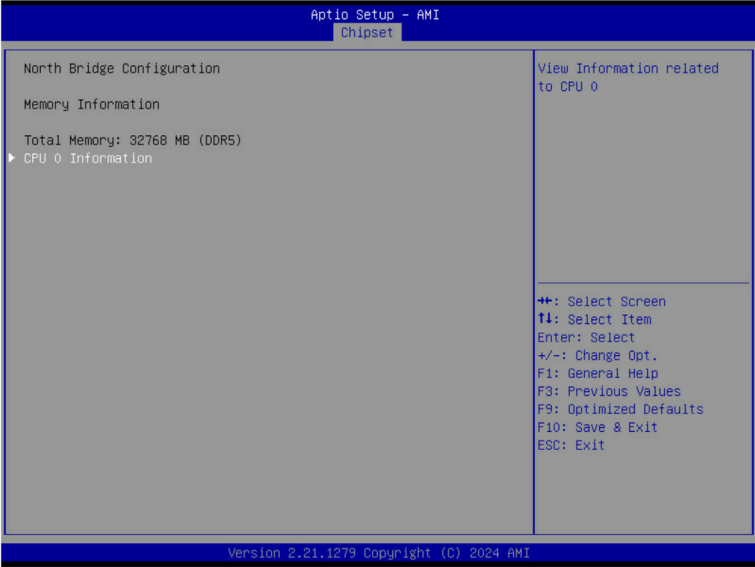 Aptio Setup - AMI
Chipset
North Bridge Configuration
Memory Information
Total Memory: 32768 MB (DDR5)
CPU 0 Information
View Information related
to CPU 0
→←: Select Screen
↑↓: Select Item
Enter: Select
+/-: Change Opt.
F1: General Help
F3: Previous Values
F9: Optimized Defaults
F10: Save & Exit
ESC: Exit
Version 2.21.1279 Copyright (C) 2024 AMI